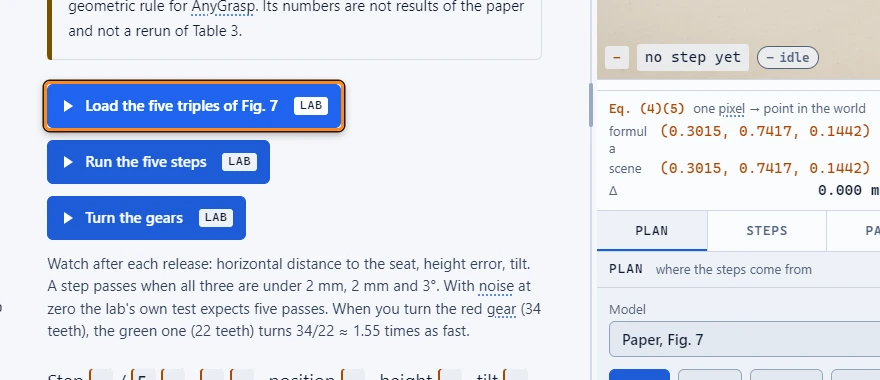 geometric rule for AnyGrasp. Its numbers are not results of the paper
and not a rerun of Table 3.
Load the five triples of Fig. 7 LAB
Run the five steps LAB
Turn the gears LAB
Watch after each release: horizontal distance to the seat, height error, tilt.
A step passes when all three are under 2 mm, 2 mm and 3°. With noise at
zero the lab's own test expects five passes. When you turn the red gear (34
teeth), the green one (22 teeth) turns 34/22 ≈ 1.55 times as fast.
Step / 5 position height tilt
– no step yet – idle
Eq. (4)(5) one pixel → point in the world
formula (0.3015, 0.7417, 0.1442)
scene (0.3015, 0.7417, 0.1442)
Δ 0.000 m
PLAN STEPS PA
PLAN where the steps come from
Model
Paper, Fig. 7